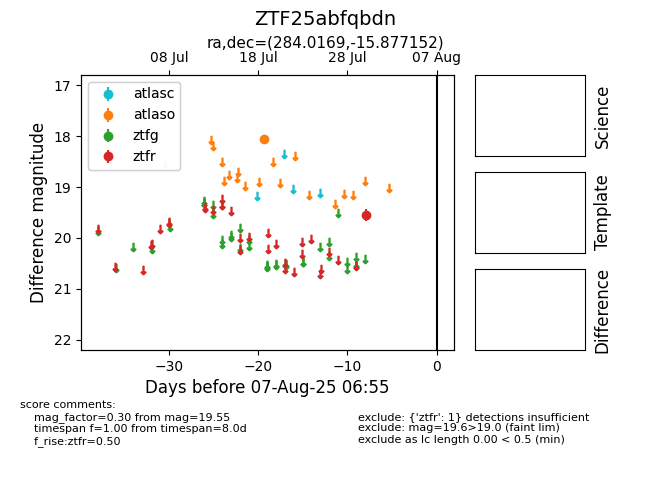 ZTF25abfqbdn
ra,dec=(284.0169,-15.877152)
08 Jul 18 Jul 28 Jul 07 Aug
atlasc
atlaso
ztfg
ztfr
17
18
19
20
21
22
Difference magnitude
−30 −20 −10 0
Days before 07-Aug-25 06:55
Science
Template
Difference
score comments:
mag_factor=0.30 from mag=19.55
timespan f=1.00 from timespan=8.0d
f_rise:ztfr=0.50
exclude: {'ztfr': 1} detections insufficient
exclude: mag=19.6>19.0 (faint lim)
exclude as lc length 0.00 < 0.5 (min)